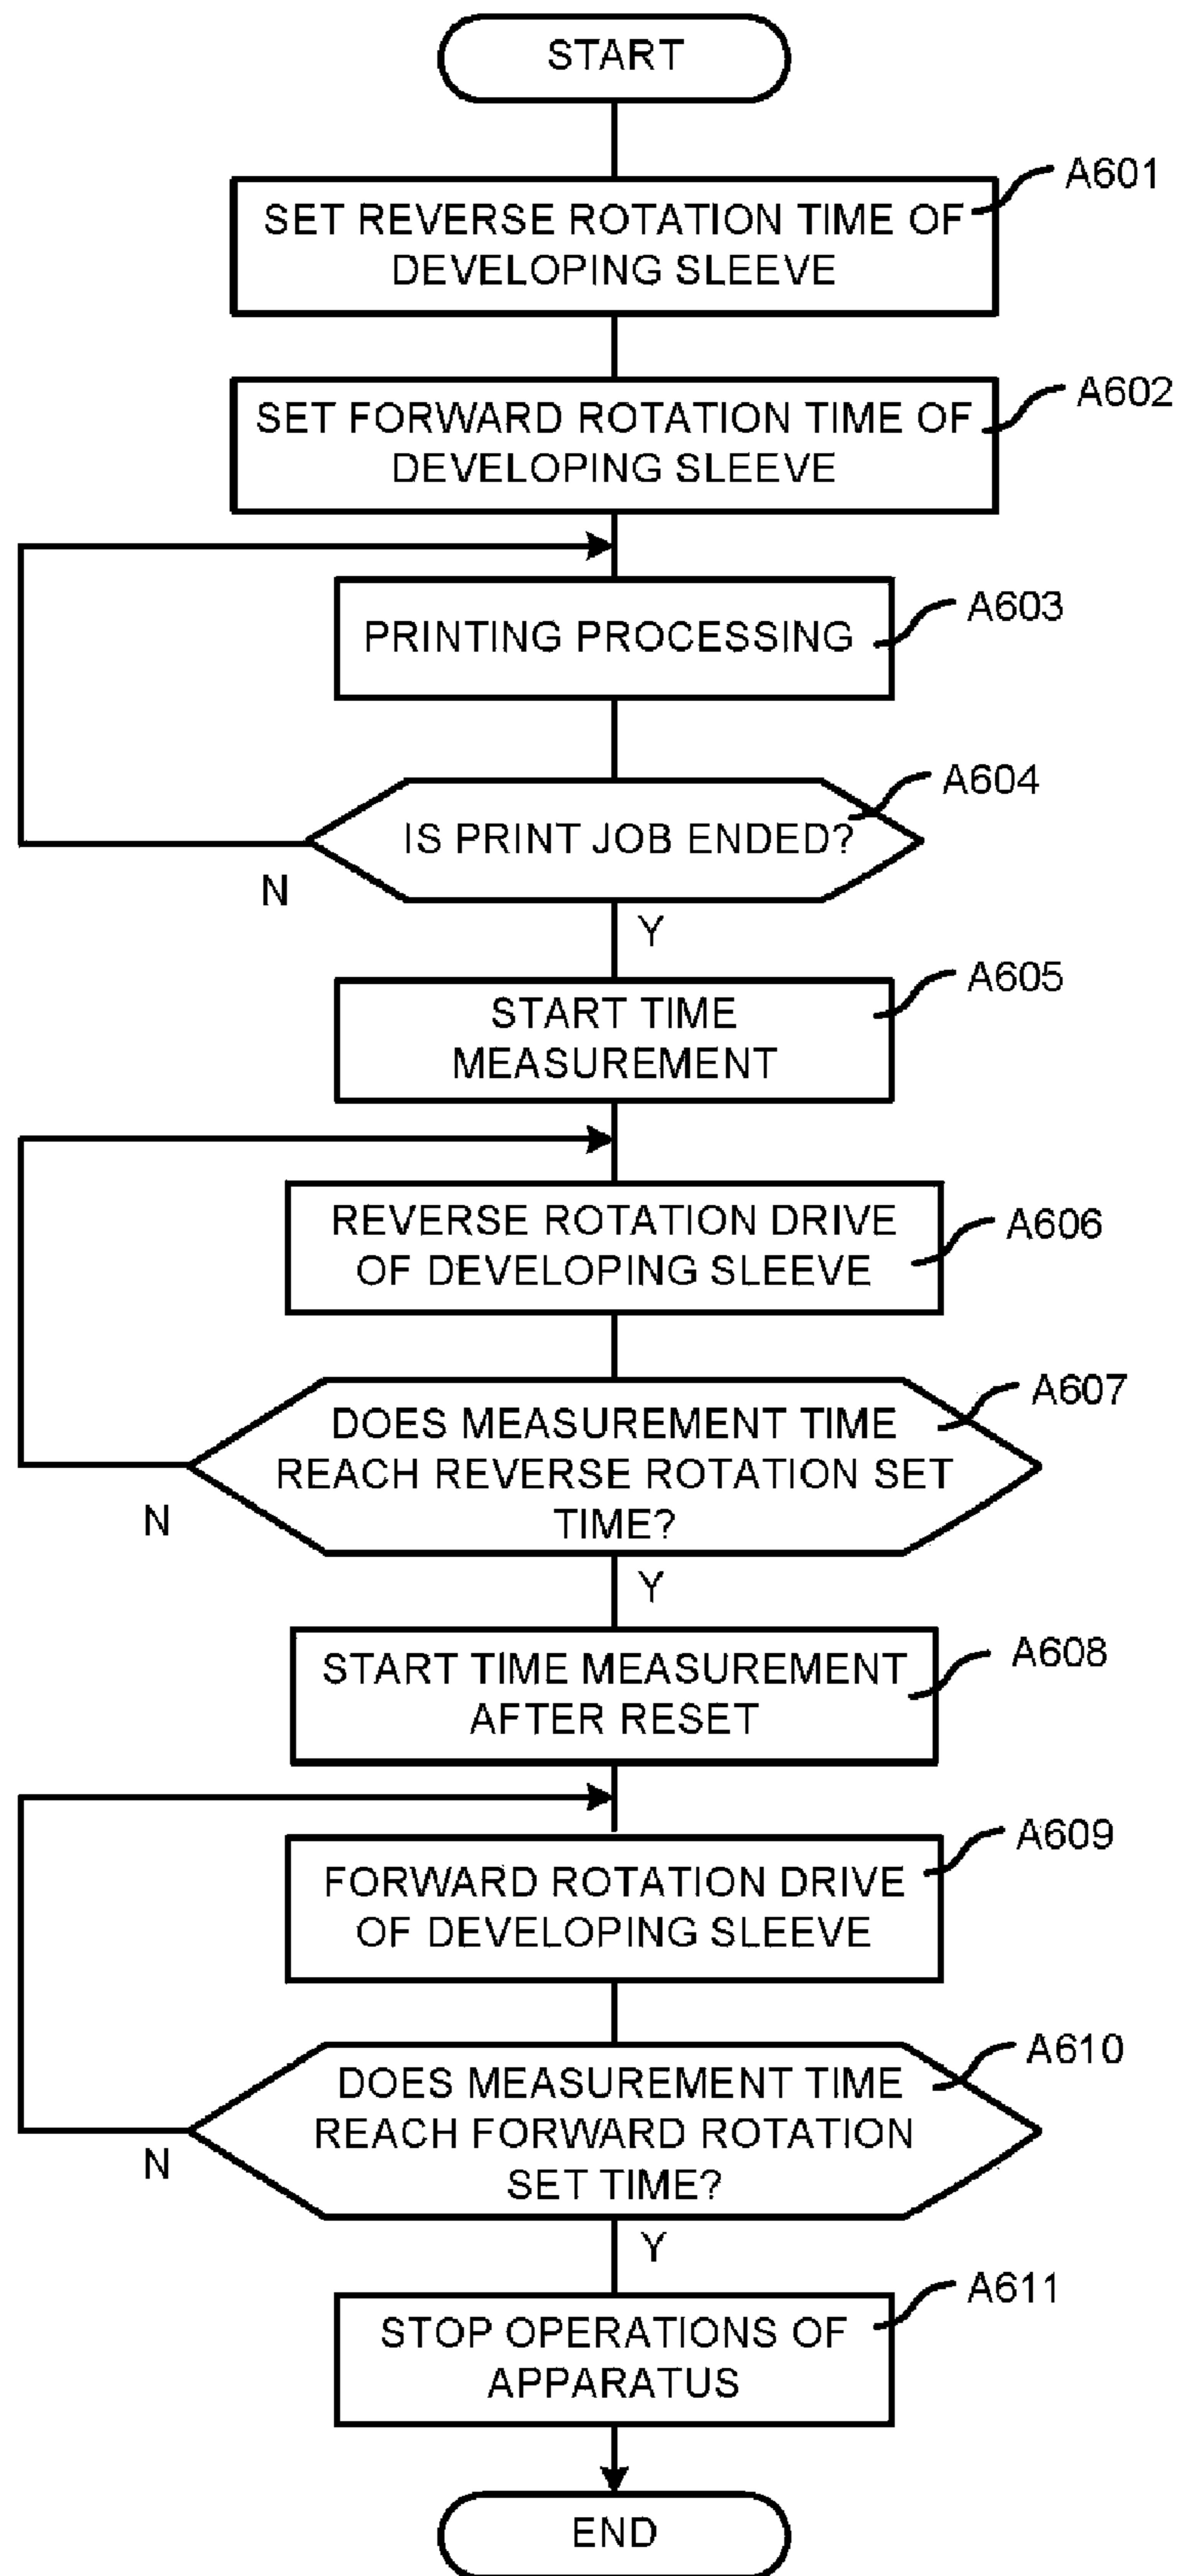 START
A601
SET REVERSE ROTATION TIME OF
DEVELOPING SLEEVE
A602
SET FORWARD ROTATION TIME OF
DEVELOPING SLEEVE
A603
PRINTING PROCESSING
A604
IS PRINT JOB ENDED?
N
Y
A605
START TIME
MEASUREMENT
A606
REVERSE ROTATION DRIVE
OF DEVELOPING SLEEVE
A607
DOES MEASUREMENT TIME
REACH REVERSE ROTATION SET
TIME?
N
Y
A608
START TIME MEASUREMENT
AFTER RESET
A609
FORWARD ROTATION DRIVE
OF DEVELOPING SLEEVE
A610
DOES MEASUREMENT TIME
REACH FORWARD ROTATION
SET TIME?
N
Y
A611
STOP OPERATIONS OF
APPARATUS
END